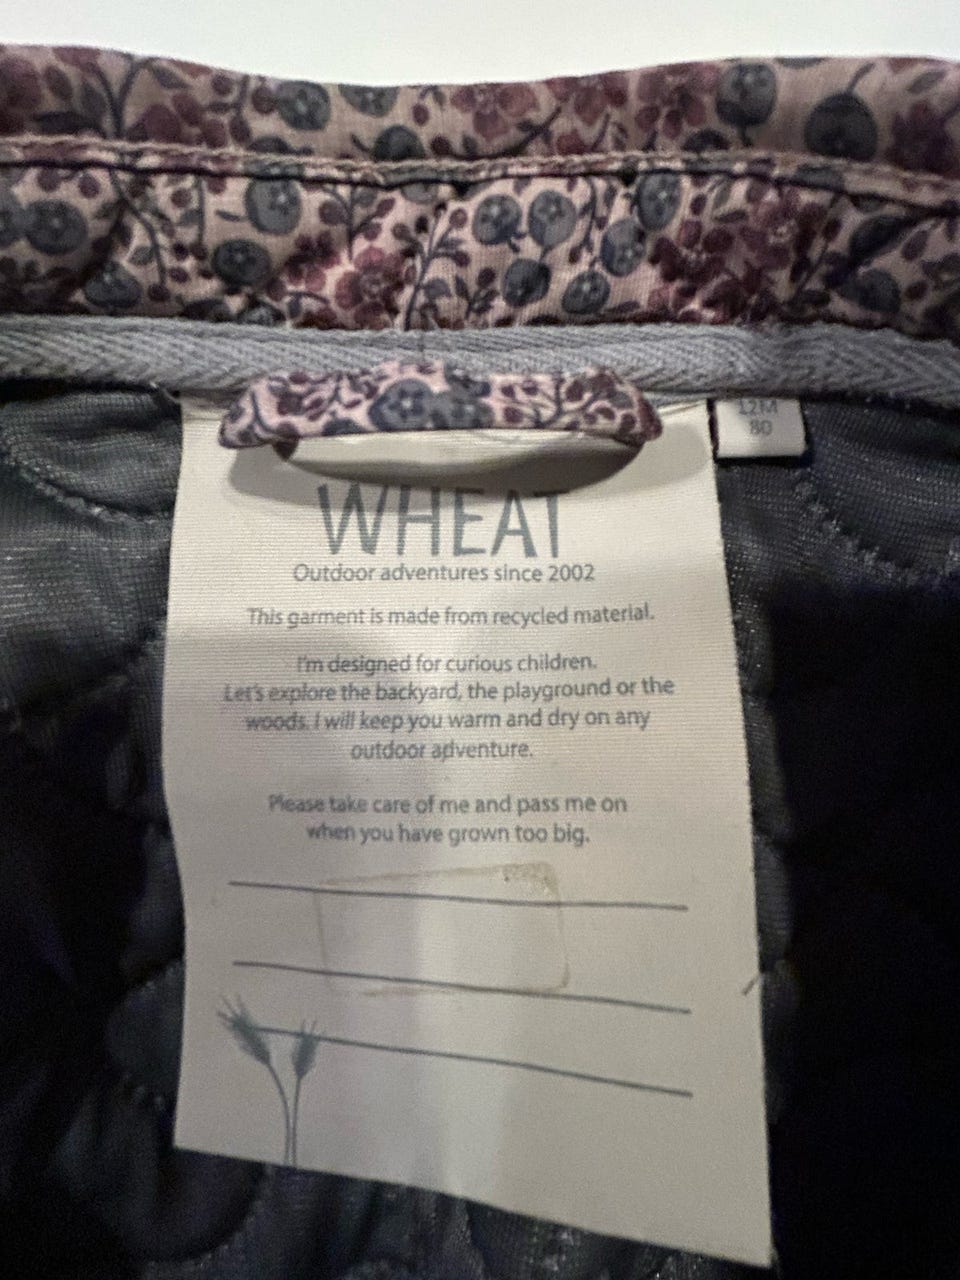 12M
80
WHEAT
Outdoor adventures since 2002
This garment is made from recycled material.
I'm designed for curious children.
Let's explore the backyard, the playground or the
woods. I will keep you warm and dry on any
outdoor adventure.
Please take care of me and pass me on
when you have grown too big.